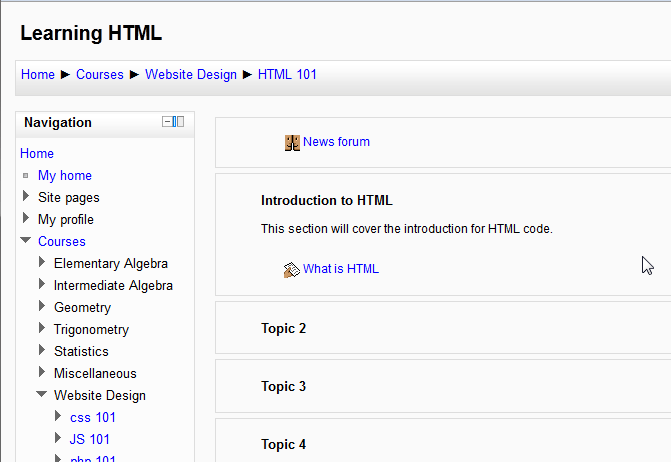 Learning HTML
Home ► Courses ► Website Design ► HTML 101
Navigation
Home
My home
Site pages
My profile
Courses
Elementary Algebra
Intermediate Algebra
Geometry
Trigonometry
Statistics
Miscellaneous
Website Design
css 101
JS 101
php 101
News forum
Introduction to HTML
This section will cover the introduction for HTML code.
What is HTML
Topic 2
Topic 3
Topic 4